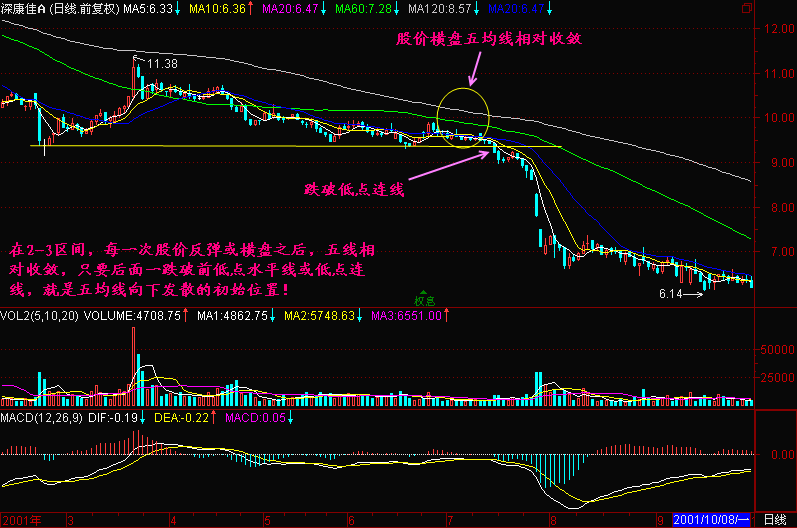 深康佳A (日线.前复权) MA5:6.33↓ MA10:6.36↑ MA20:6.47↓ MA60:7.28↓ MA120:8.57↓ MA20:6.47↓
12.00
股价横盘五均线相对收敛
11.38
11.00
10.00
9.00
跌破低点连线
8.00
在2-3区间，每一次股价反弹或横盘之后，五线相
对收敛，只要后面一跌破前低点水平线或低点连
线，就是五均线向下发散的初始位置！
7.00
6.14
权息
VOL2(5,10,20) VOLUME:4708.75↑ MA1:4862.75↓ MA2:5748.63↓ MA3:6551.00↑
50000
25000
MACD(12,26,9) DIF:-0.19↓ DEA:-0.22↑ MACD:0.05↓
0.00
2001年 3 4 5 6 7 8 9 2001/10/08/一 日线